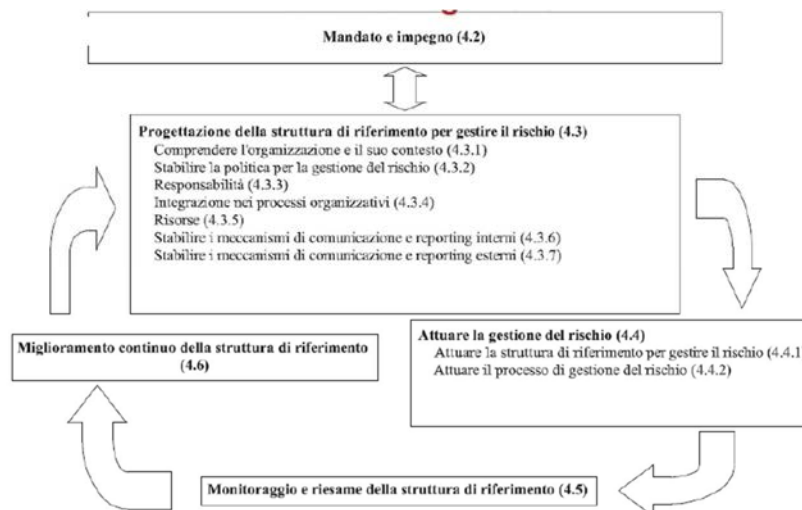 Mandato e impegno (4.2)
Progettazione della struttura di riferimento per gestire il rischio (4.3)
Comprendere l'organizzazione e il suo contesto (4.3.1)
Stabilire la politica per la gestione del rischio (4.3.2)
Responsabilità (4.3.3)
Integrazione nei processi organizzativi (4.3.4)
Risorse (4.3.5)
Stabilire i meccanismi di comunicazione e reporting interni (4.3.6)
Stabilire i meccanismi di comunicazione e reporting esterni (4.3.7)
Attuare la gestione del rischio (4.4)
Attuare la struttura di riferimento per gestire il rischio (4.4.1)
Attuare il processo di gestione del rischio (4.4.2)
Monitoraggio e riesame della struttura di riferimento (4.5)
Miglioramento continuo della struttura di riferimento
(4.6)